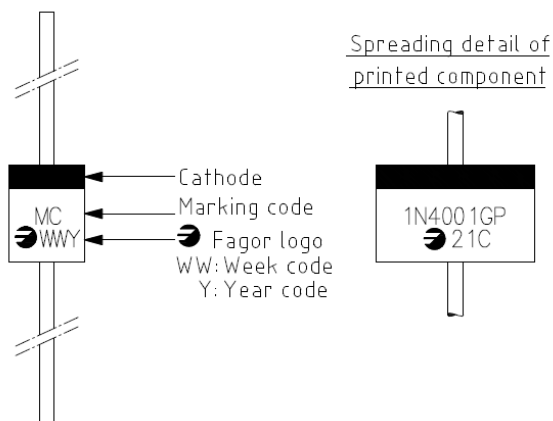 Spreading detail of
printed component
Cathode
Marking code
Fagor logo
WW: Week code
Y: Year code
MC
WWY
1N4001GP
21C